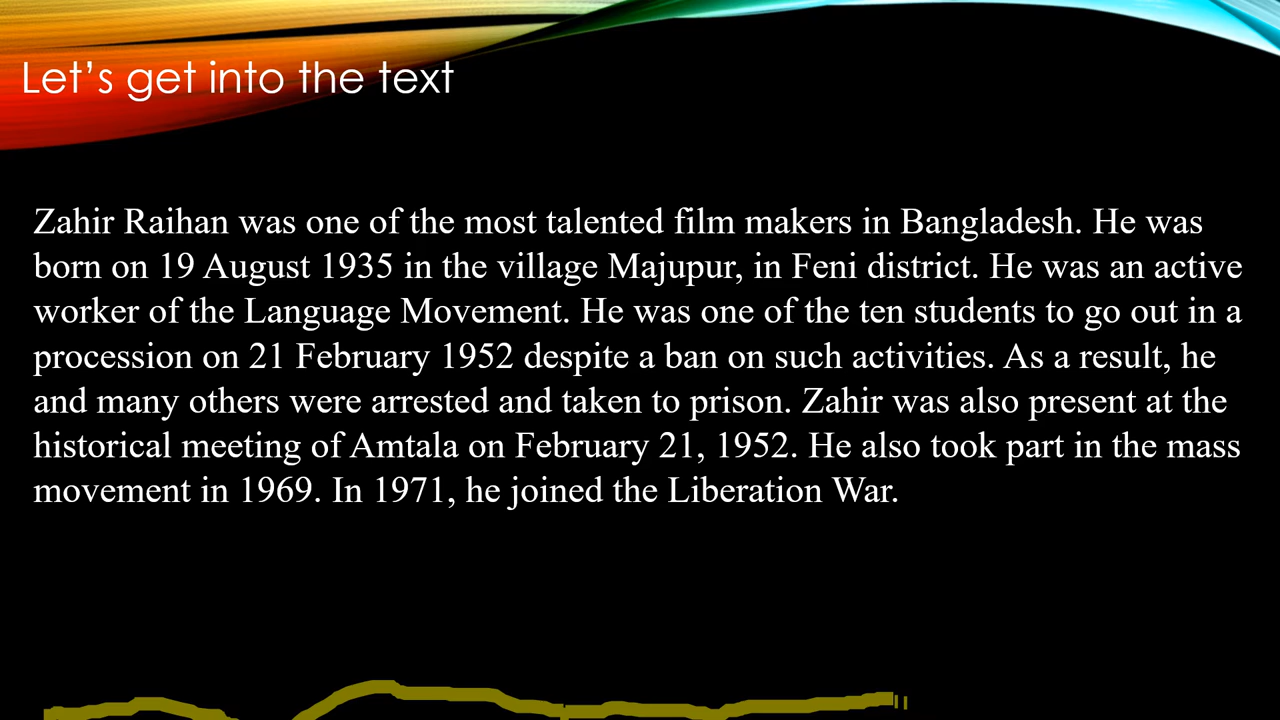 Let’s get into the text
Zahir Raihan was one of the most talented film makers in Bangladesh. He was
born on 19 August 1935 in the village Majupur, in Feni district. He was an active
worker of the Language Movement. He was one of the ten students to go out in a
procession on 21 February 1952 despite a ban on such activities. As a result, he
and many others were arrested and taken to prison. Zahir was also present at the
historical meeting of Amtala on February 21, 1952. He also took part in the mass
movement in 1969. In 1971, he joined the Liberation War.